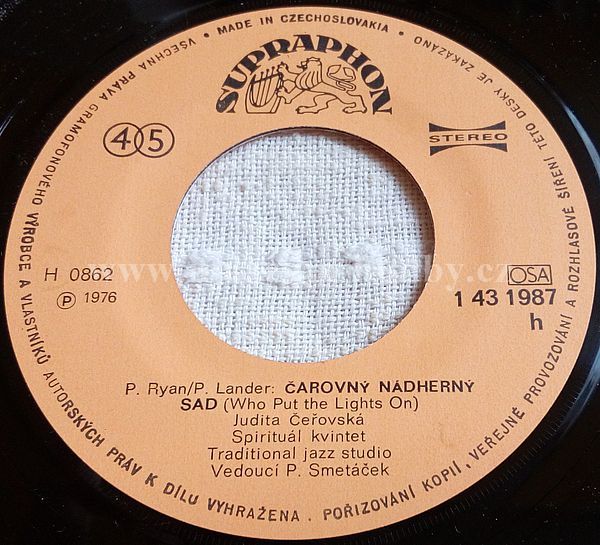 VŠECHNA PRÁVA GRAMOFONOVÉHO VÝROBCE A VLASTNÍKŮ AUTORSKÝCH PRÁV K DÍLU VYHRAŽENA. POŘIZOVÁNÍ KOPIÍ, VEŘEJNÉ PROVOZOVÁNÍ A ROZHLASOVÉ ŠÍŘENÍ TÉTO DESKY JE ZAKÁZÁNO
• MADE IN CZECHOSLOVAKIA •
SUPRAPHON
45
STEREO
H 0862
OSA
Ⓟ 1976
1 43 1987
h
P. Ryan/P. Lander: ČAROVNÝ NÁDHERNÝ
SAD (Who Put the Lights On)
Judita Čeřovská
Spirituál kvintet
Traditional jazz studio
Vedoucí P. Smetáček